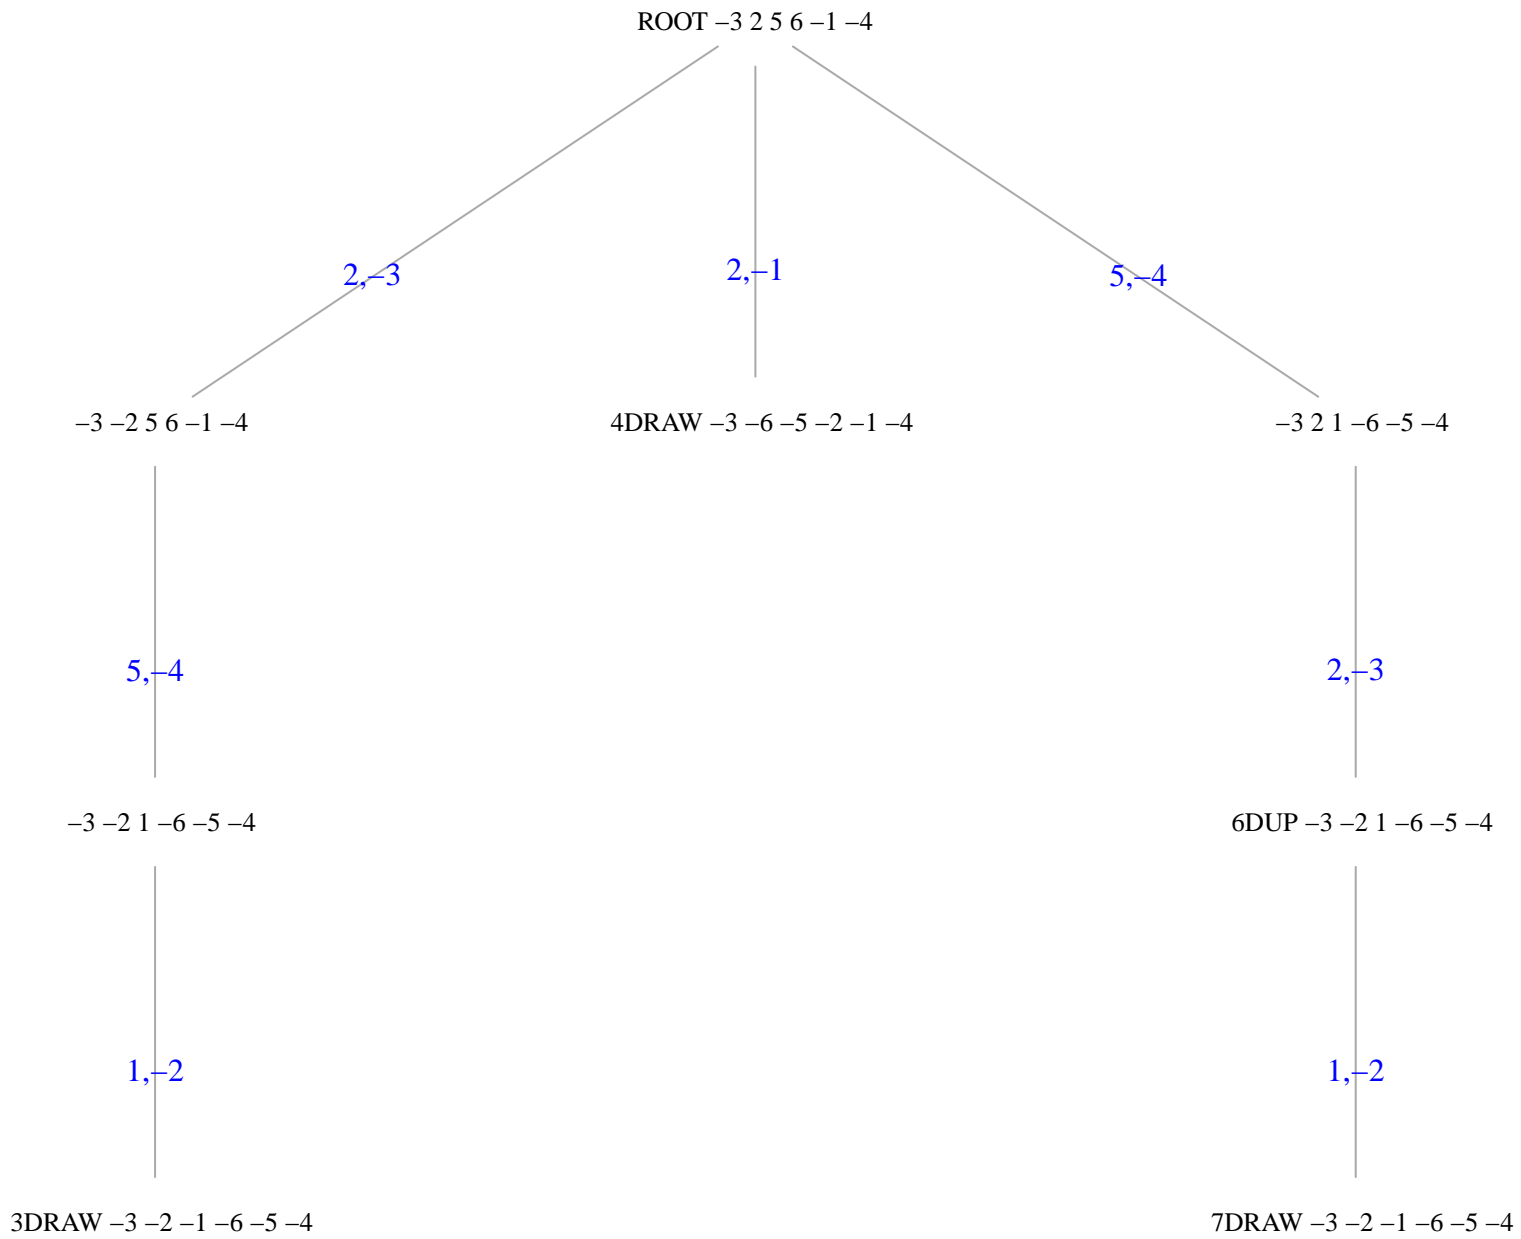 ROOT –3 2 5 6 –1 –4
2,–3
2,–1
5,–4
–3 –2 5 6 –1 –4
4DRAW –3 –6 –5 –2 –1 –4
–3 2 1 –6 –5 –4
5,–4
2,–3
–3 –2 1 –6 –5 –4
6DUP –3 –2 1 –6 –5 –4
1,–2
1,–2
3DRAW –3 –2 –1 –6 –5 –4
7DRAW –3 –2 –1 –6 –5 –4